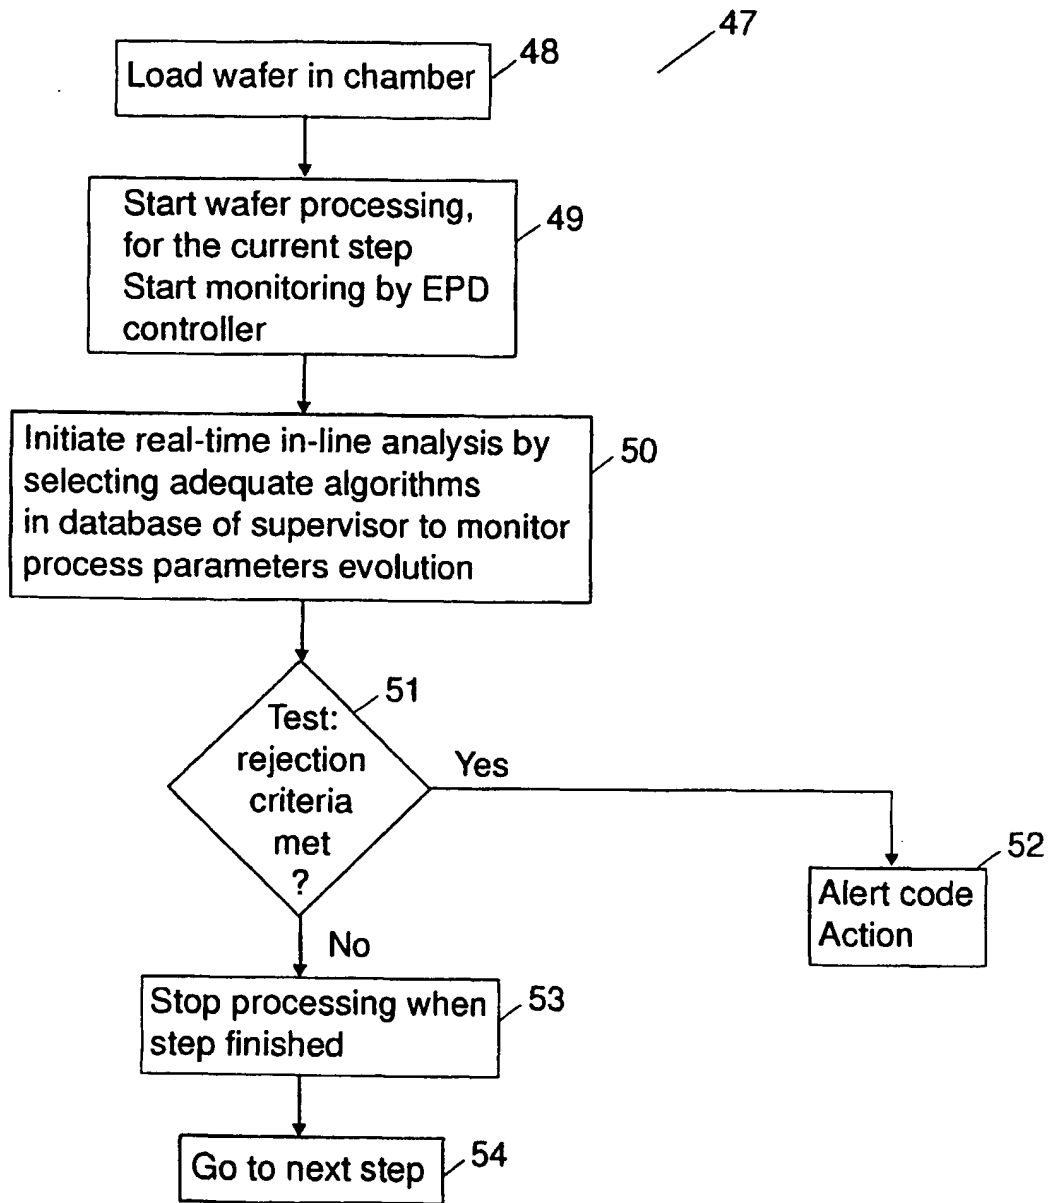 47
Load wafer in chamber
48
Start wafer processing,
for the current step
Start monitoring by EPD
controller
49
Initiate real-time in-line analysis by
selecting adequate algorithms
in database of supervisor to monitor
process parameters evolution
50
Test:
rejection
criteria
met
?
51
Yes
Alert code
Action
52
No
Stop processing when
step finished
53
Go to next step
54